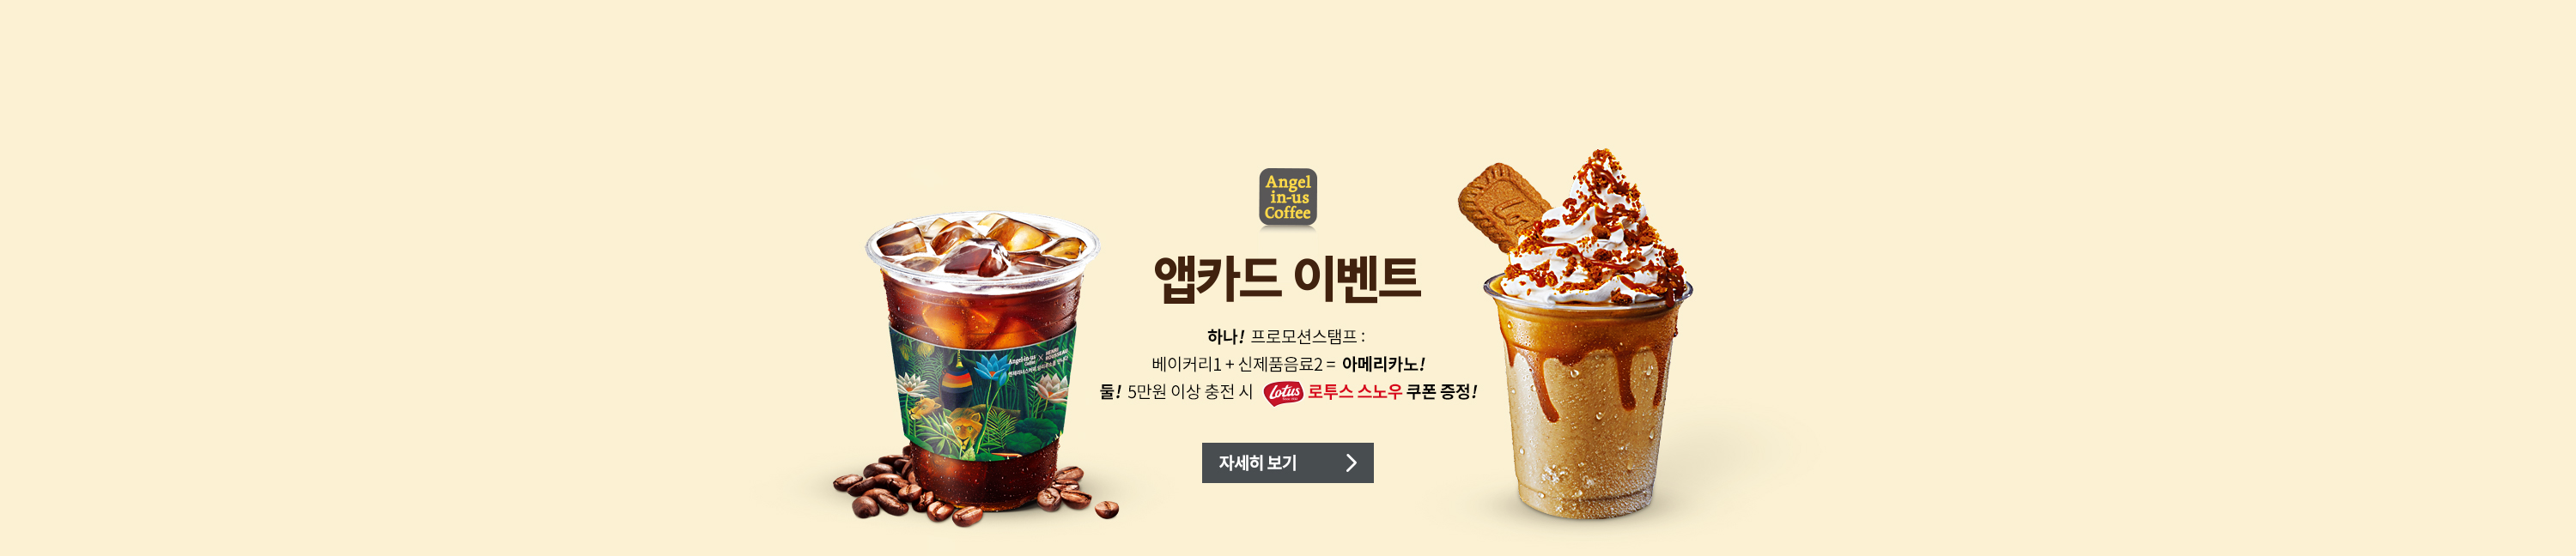 Angel
in-us
Coffee
앱카드 이벤트
하나! 프로모션스탬프 :
베이커리1 + 신제품음료2 = 아메리카노!
둘! 5만원 이상 충전 시 Lotus 로투스 스노우 쿠폰 증정!
자세히 보기
Angel-in-us